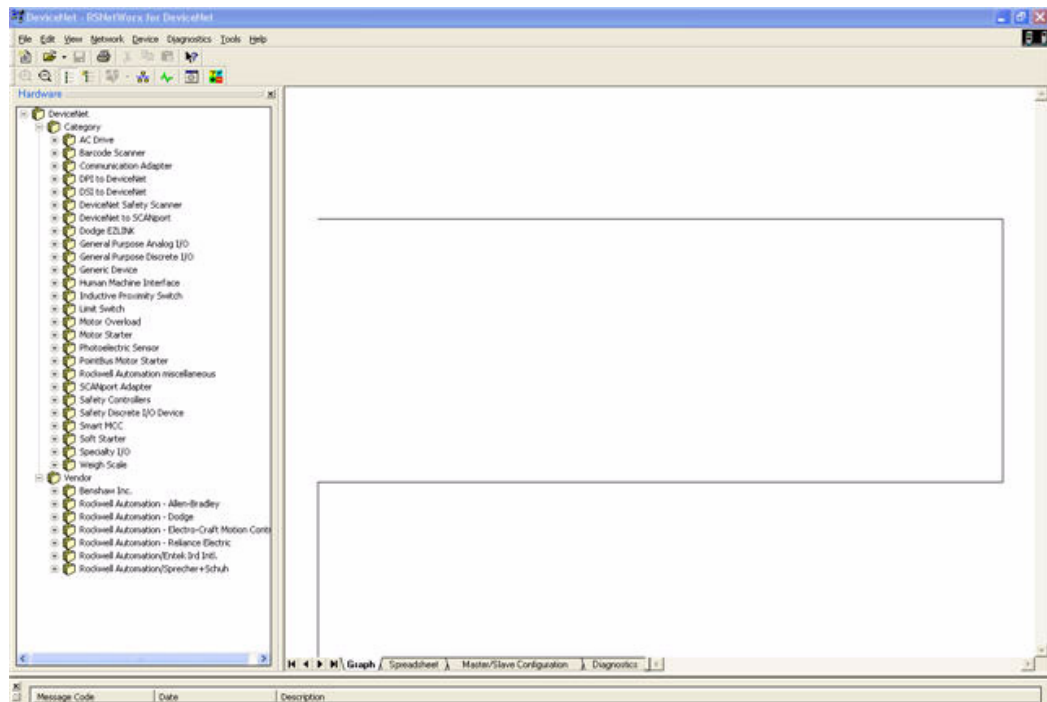 DeviceNet - RSNetWorx for DeviceNet
File Edit View Network Device Diagnostics Tools Help
Hardware
DeviceNet
Category
AC Drive
Barcode Scanner
Communication Adapter
DPI to DeviceNet
DSI to DeviceNet
DeviceNet Safety Scanner
DeviceNet to SCANport
Dodge EZLINK
General Purpose Analog I/O
General Purpose Discrete I/O
Generic Device
Human Machine Interface
Inductive Proximity Switch
Limit Switch
Motor Overload
Motor Starter
Photoelectric Sensor
PointBus Motor Starter
Rockwell Automation miscellaneous
SCANport Adapter
Safety Controllers
Safety Discrete I/O Device
Smart MCC
Soft Starter
Specialty I/O
Weigh Scale
Vendor
Benshaw Inc.
Rockwell Automation - Allen-Bradley
Rockwell Automation - Dodge
Rockwell Automation - Electro-Craft Motion Contr
Rockwell Automation - Reliance Electric
Rockwell Automation/Entek Ird Intl.
Rockwell Automation/Sprecher+Schuh
Graph Spreadsheet Master/Slave Configuration Diagnostics
Message Code Date Description